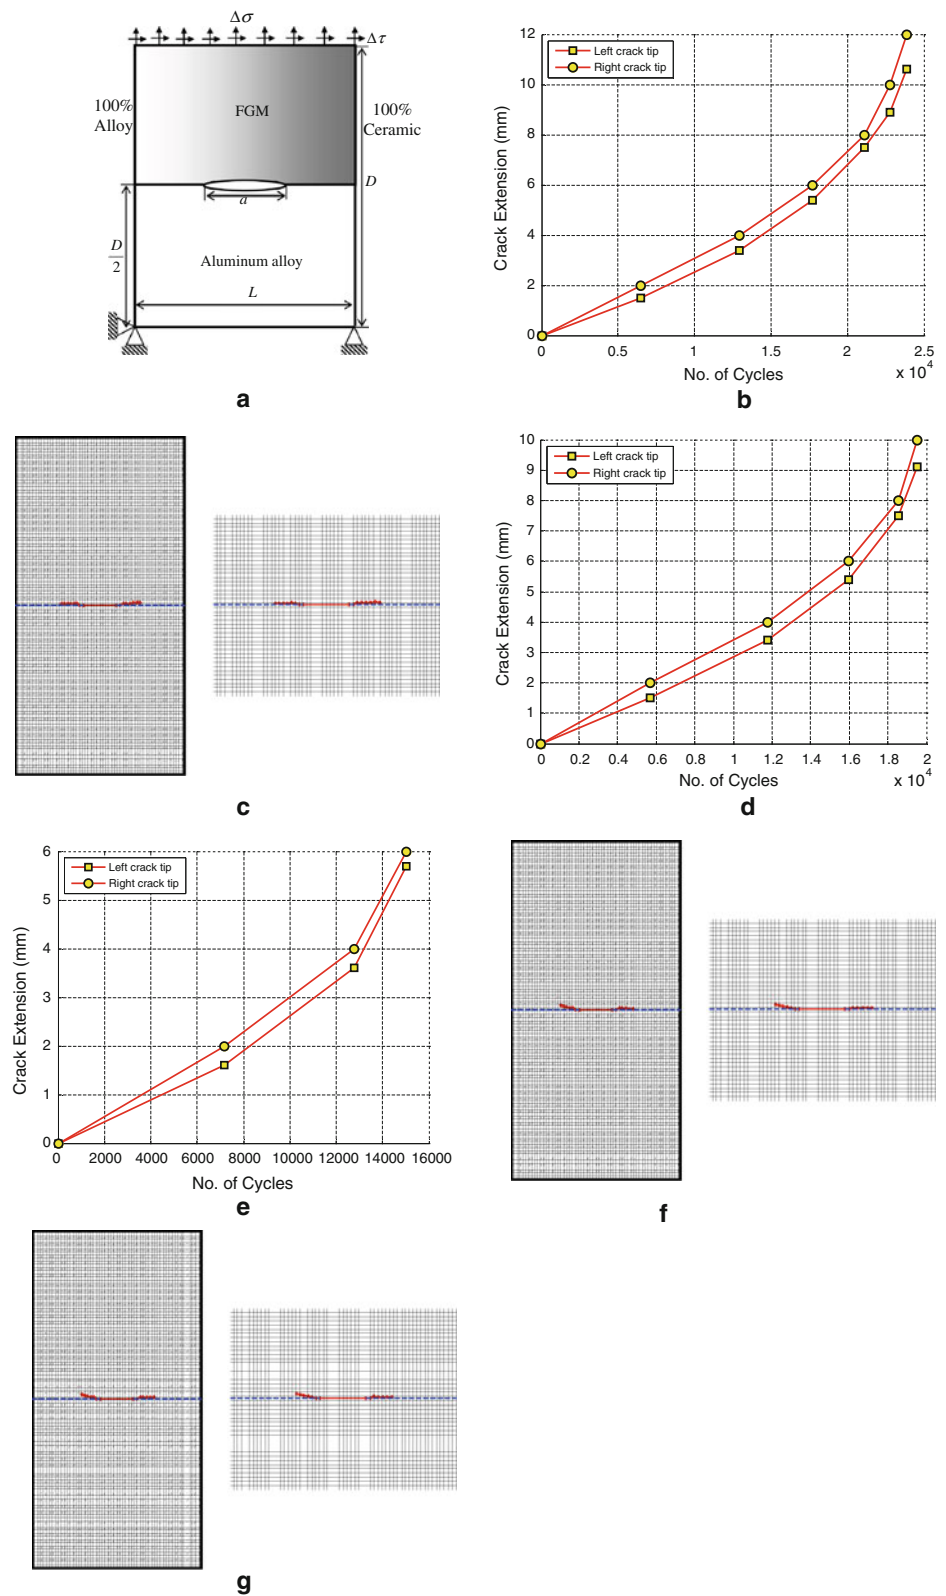 Δσ
Δτ
100%
Alloy
FGM
100%
Ceramic
D
a
D
2
Aluminum alloy
L
a
Left crack tip
Right crack tip
Crack Extension (mm)
12
10
8
6
4
2
0
0 0.5 1 1.5 2 2.5
x 10^4
No. of Cycles
b
c
Left crack tip
Right crack tip
Crack Extension (mm)
10
9
8
7
6
5
4
3
2
1
0
0 0.2 0.4 0.6 0.8 1 1.2 1.4 1.6 1.8 2
x 10^4
No. of Cycles
d
Left crack tip
Right crack tip
Crack Extension (mm)
6
5
4
3
2
1
0
0 2000 4000 6000 8000 10000 12000 14000 16000
No. of Cycles
e
f
g